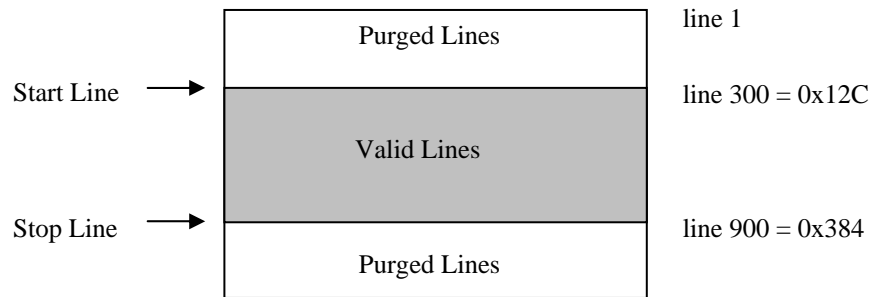 line 1
Purged Lines
Start Line
line 300 = 0x12C
Valid Lines
Stop Line
line 900 = 0x384
Purged Lines